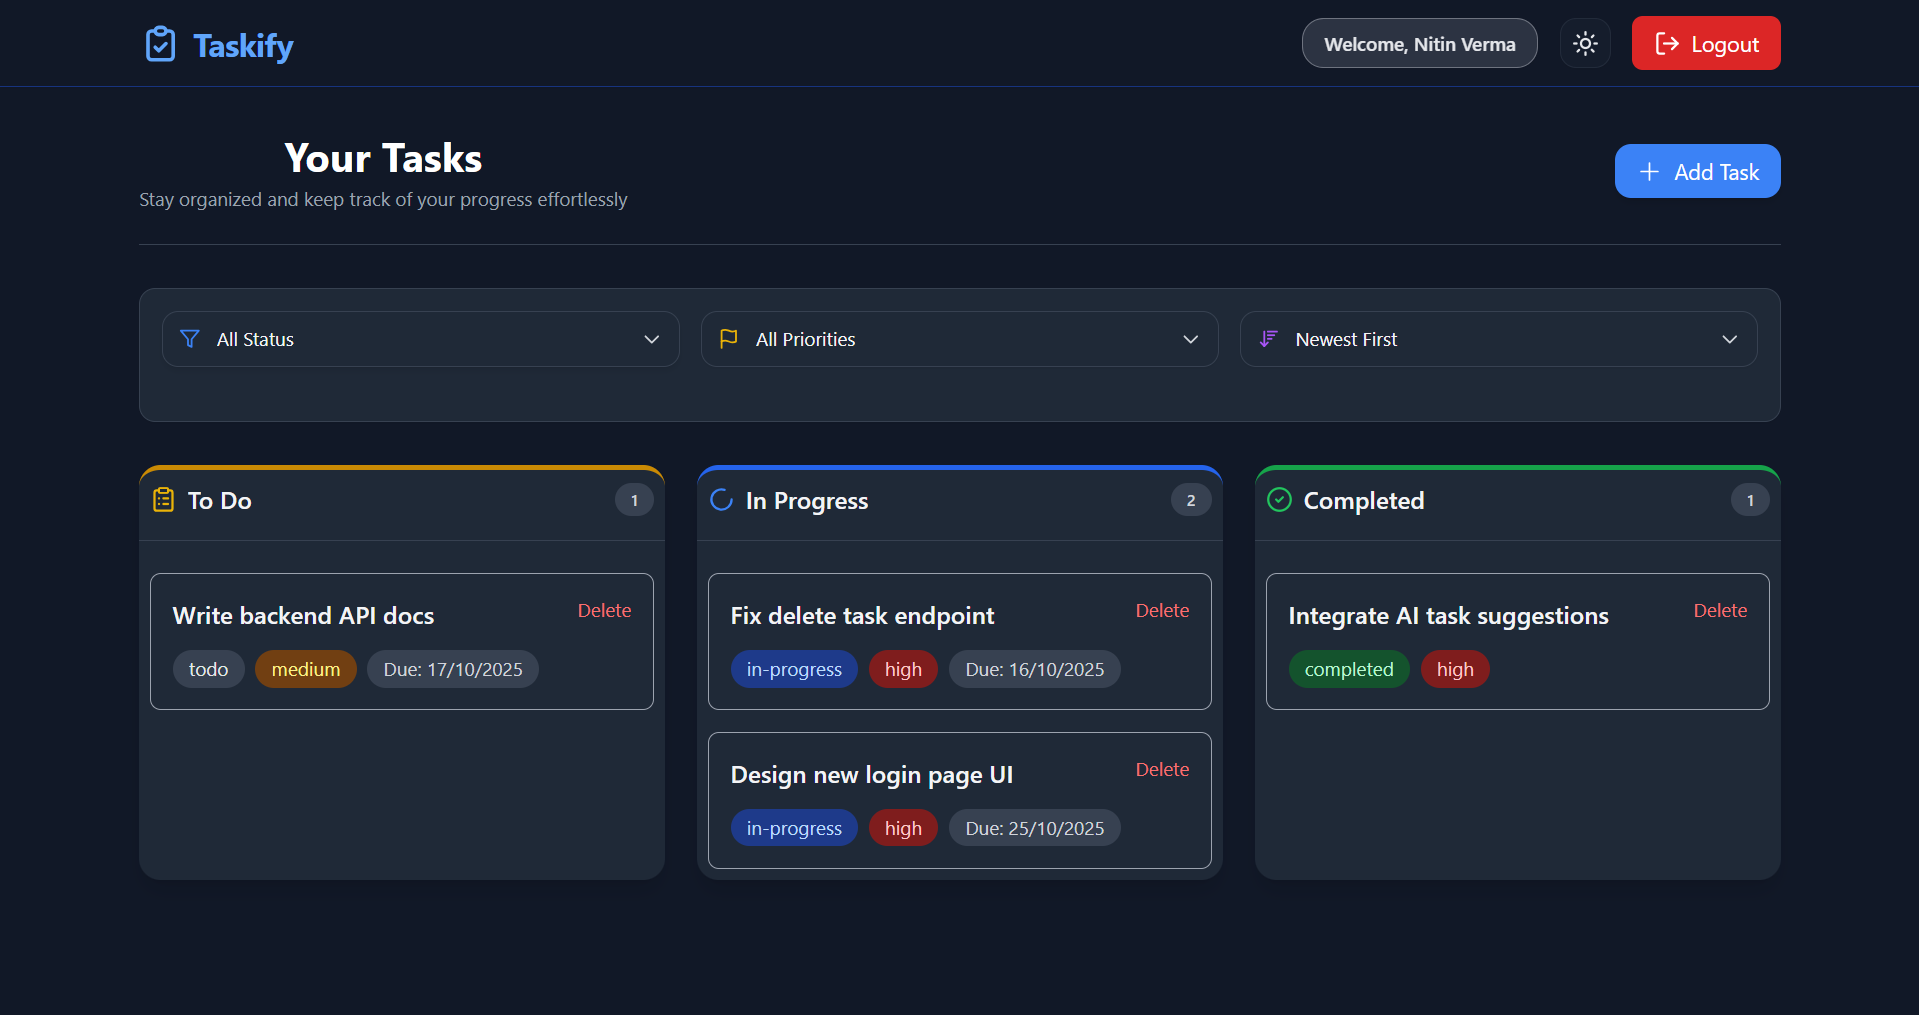 Taskify
Welcome, Nitin Verma
Logout
Your Tasks
Stay organized and keep track of your progress effortlessly
Add Task
All Status
All Priorities
Newest First
To Do
1
Write backend API docs
Delete
todo
medium
Due: 17/10/2025
In Progress
2
Fix delete task endpoint
Delete
in-progress
high
Due: 16/10/2025
Design new login page UI
Delete
in-progress
high
Due: 25/10/2025
Completed
1
Integrate AI task suggestions
Delete
completed
high